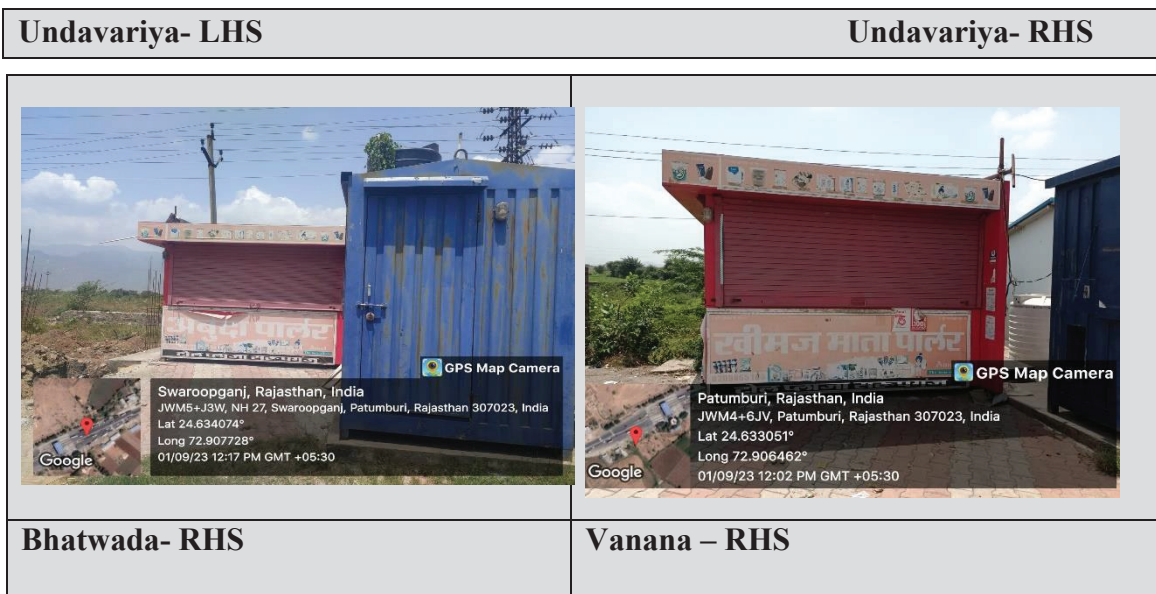 Undavariya- LHS
Undavariya- RHS
अम्बिका पार्लर
GPS Map Camera
Swaroopganj, Rajasthan, India
JWM5+J3W, NH 27, Swaroopganj, Patumburi, Rajasthan 307023, India
Lat 24.634074°
Long 72.907728°
01/09/23 12:17 PM GMT +05:30
Google
खीमज माता पार्लर
75
GPS Map Camera
Patumburi, Rajasthan, India
JWM4+6JV, Patumburi, Rajasthan 307023, India
Lat 24.633051°
Long 72.906462°
01/09/23 12:02 PM GMT +05:30
Google
Bhatwada- RHS
Vanana – RHS